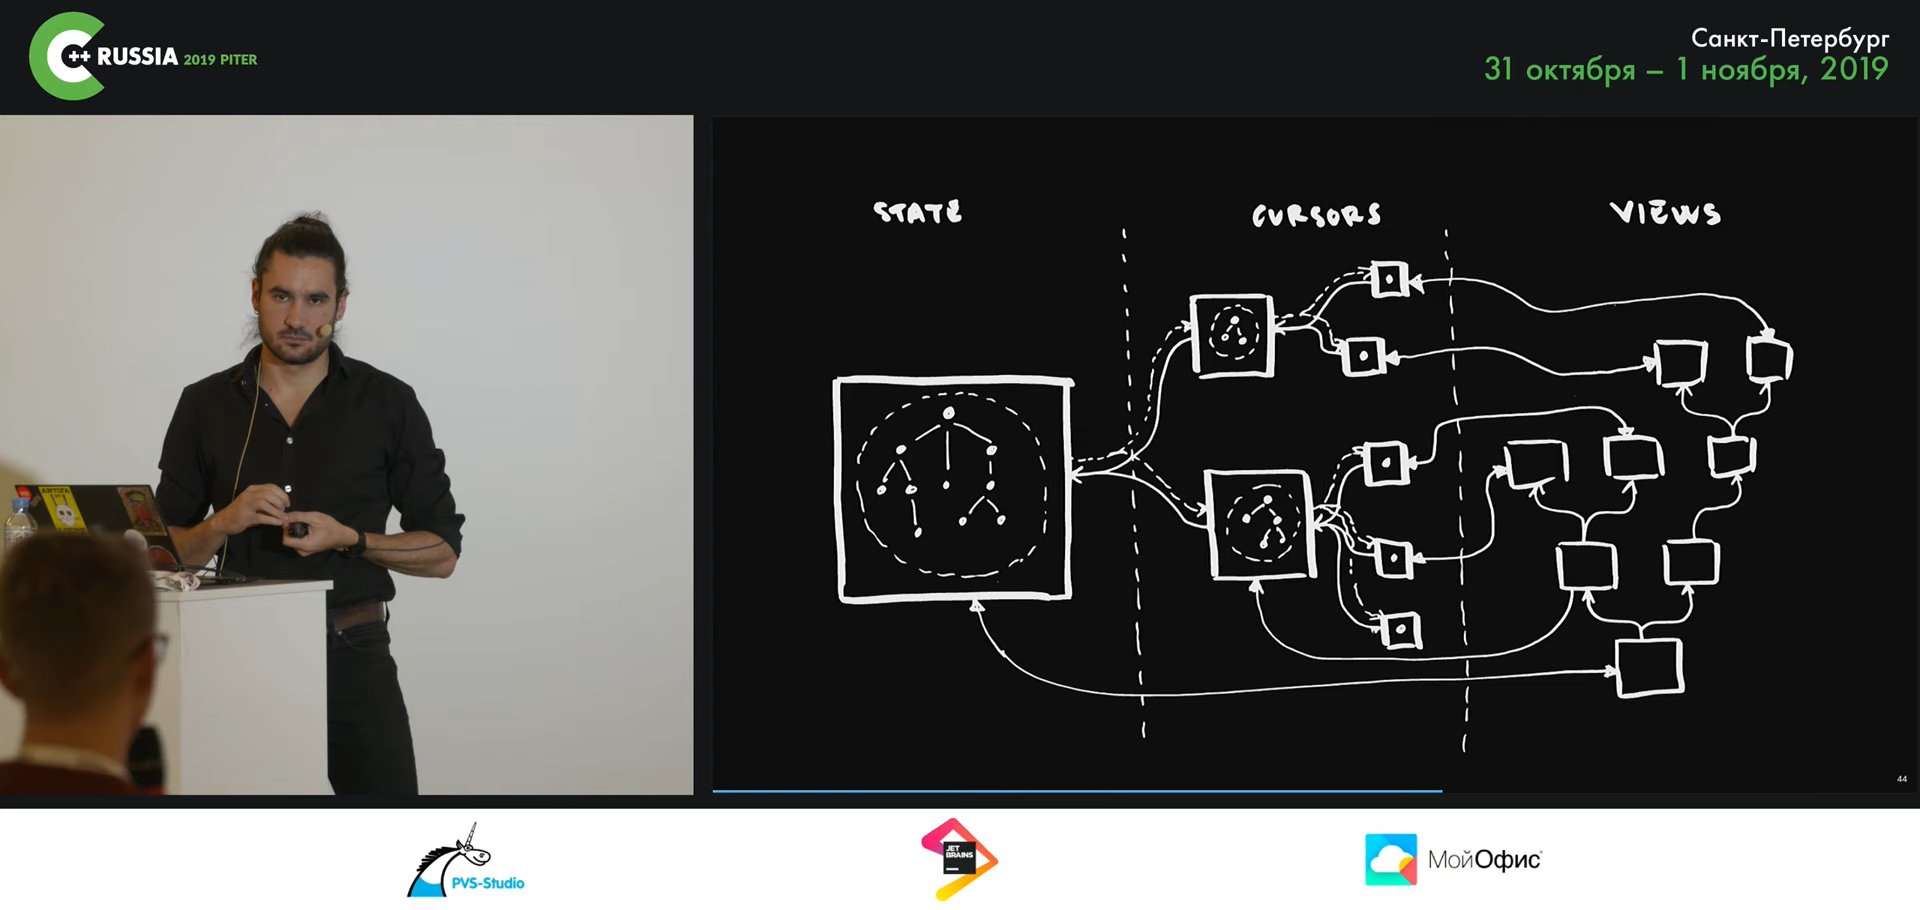 C++ RUSSIA 2019 PITER
Санкт-Петербург
31 октября – 1 ноября, 2019
STATE
CURSORS
VIEWS
ANTIFA
44
PVS-Studio
JET
BRAINS
МойОфис